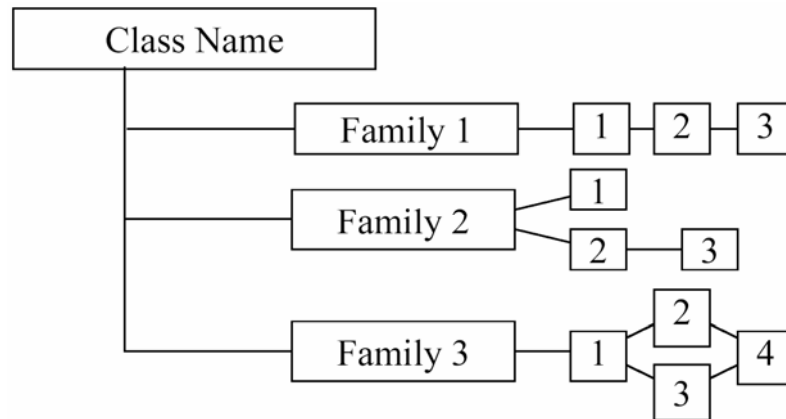 Class Name
Family 1 1 2 3
1
Family 2
2 3
2
Family 3 1 4
3